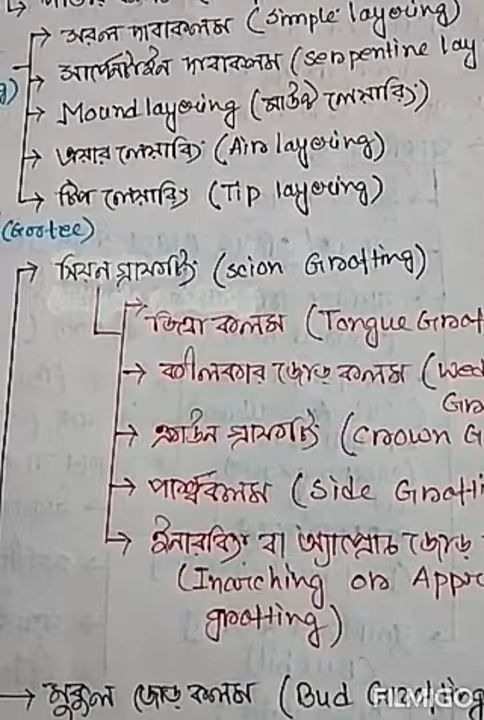 → সরল দাবাকলম (Simple layering)
→ সার্পেন্টাইন দাবাকলম (Serpentine lay
→ Mound layering (মাউন্ড লেয়ারিং)
→ এয়ার লেয়ারিং (Air layering)
→ টিপ লেয়ারিং (Tip layering)
(Gootee)
→ সিয়ন গ্রাফটিং (Scion Grafting)
→ জিহ্বা কলম (Tongue Graf
→ কীলকাকার জোড় কলম (Wed
Gra
→ ক্রাউন গ্রাফটিং (Crown G
→ পার্শ্বকলম (Side Grafti
→ ইনারচিং বা অ্যাপ্রোচ জোড়
(Inarching or Appr
grafting)
→ মুকুল জোড় কলম (Bud Grafting
FILMIGO